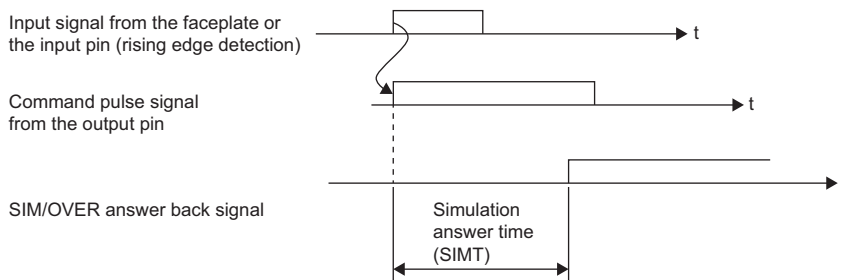 Input signal from the faceplate or
the input pin (rising edge detection)
t
Command pulse signal
from the output pin
t
SIM/OVER answer back signal
Simulation
answer time
(SIMT)